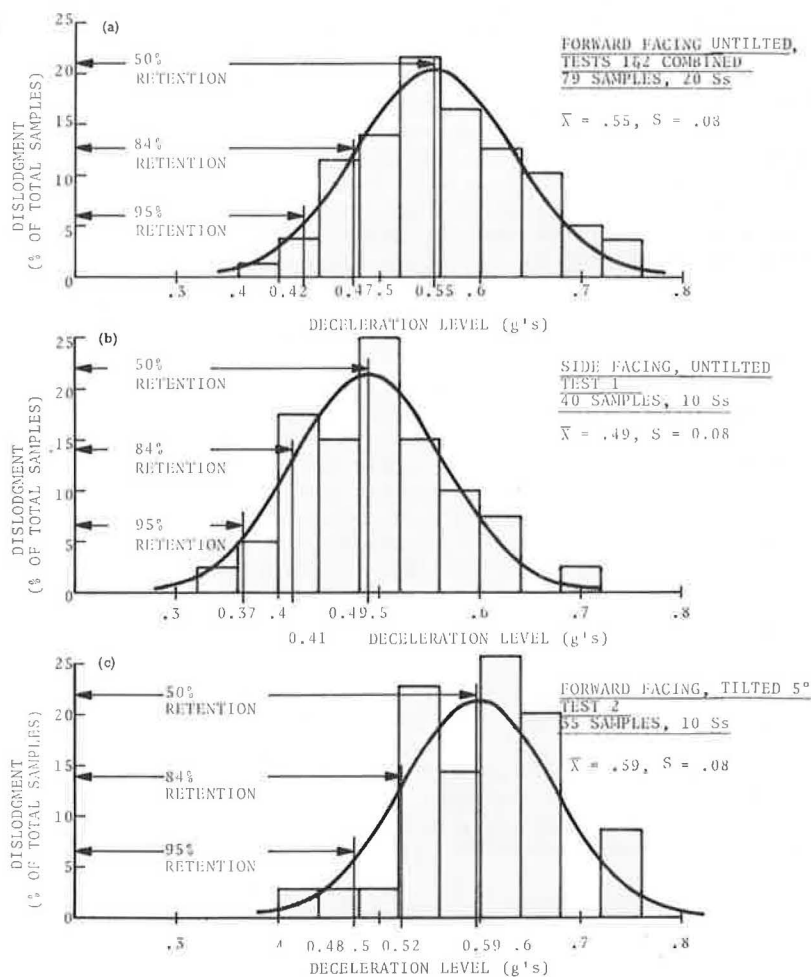 (a)
25
20
15
10
5
0
DISLODGMENT
(% OF TOTAL SAMPLES)
50%
RETENTION
84%
RETENTION
95%
RETENTION
FORWARD FACING UNTILTED,
TESTS 1&2 COMBINED
79 SAMPLES, 20 Ss
X̄ = .55, S = .08
.3 .4 0.42 0.47 .5 0.55 .6 .7 .8
DECELERATION LEVEL (g's)
(b)
25
20
15
10
5
0
DISLODGMENT
(% OF TOTAL SAMPLES)
50%
RETENTION
84%
RETENTION
95%
RETENTION
SIDE FACING, UNTILTED
TEST 1
40 SAMPLES, 10 Ss
X̄ = .49, S = 0.08
.3 0.37 .4 0.49 .5 .6 .7 .8
0.41 DECELERATION LEVEL (g's)
(c)
25
20
15
10
5
0
DISLODGMENT
(% OF TOTAL SAMPLES)
50%
RETENTION
84%
RETENTION
95%
RETENTION
FORWARD FACING, TILTED 5°
TEST 2
35 SAMPLES, 10 Ss
X̄ = .59, S = .08
.3 .4 0.48 .5 0.52 0.59 .6 .7 .8
DECELERATION LEVEL (g's)